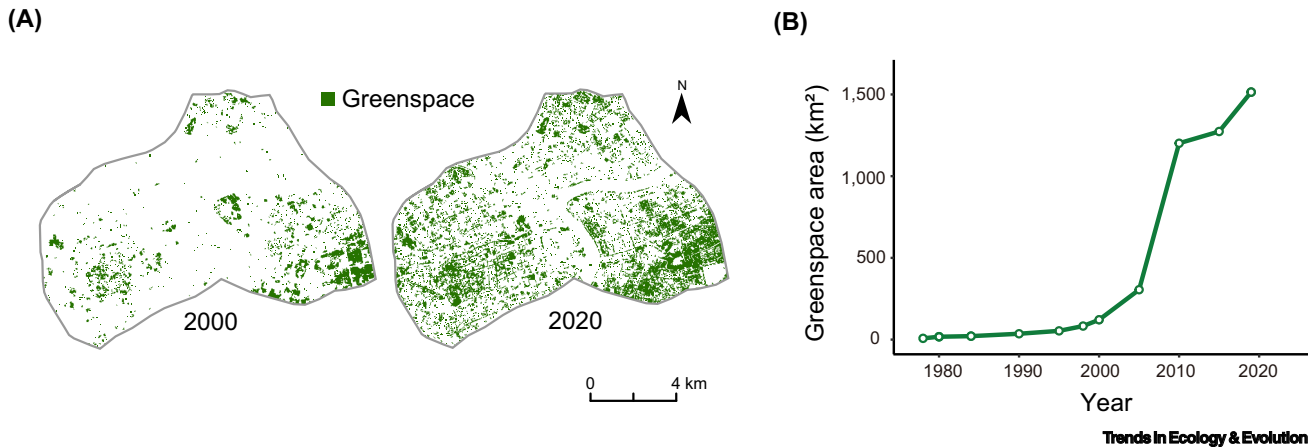 (A)
Greenspace
N
2000
2020
0 4 km
(B)
Greenspace area (km²)
1,500
1,000
500
0
1980 1990 2000 2010 2020
Year
Trends in Ecology & Evolution